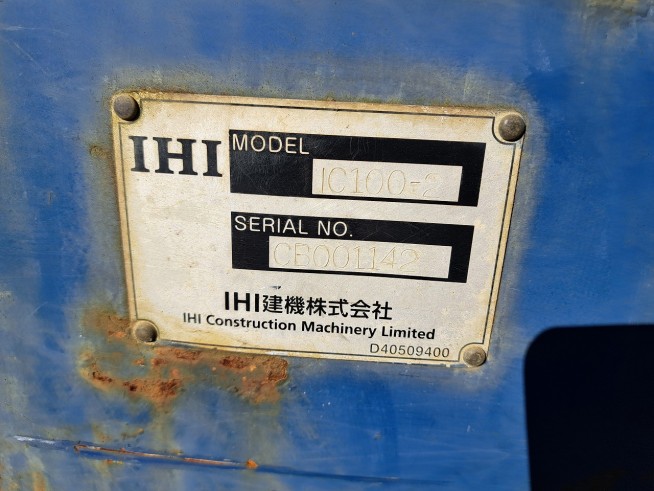 IHI
MODEL
IC100-2
SERIAL NO.
CB001142
IHI建機株式会社
IHI Construction Machinery Limited
D40509400